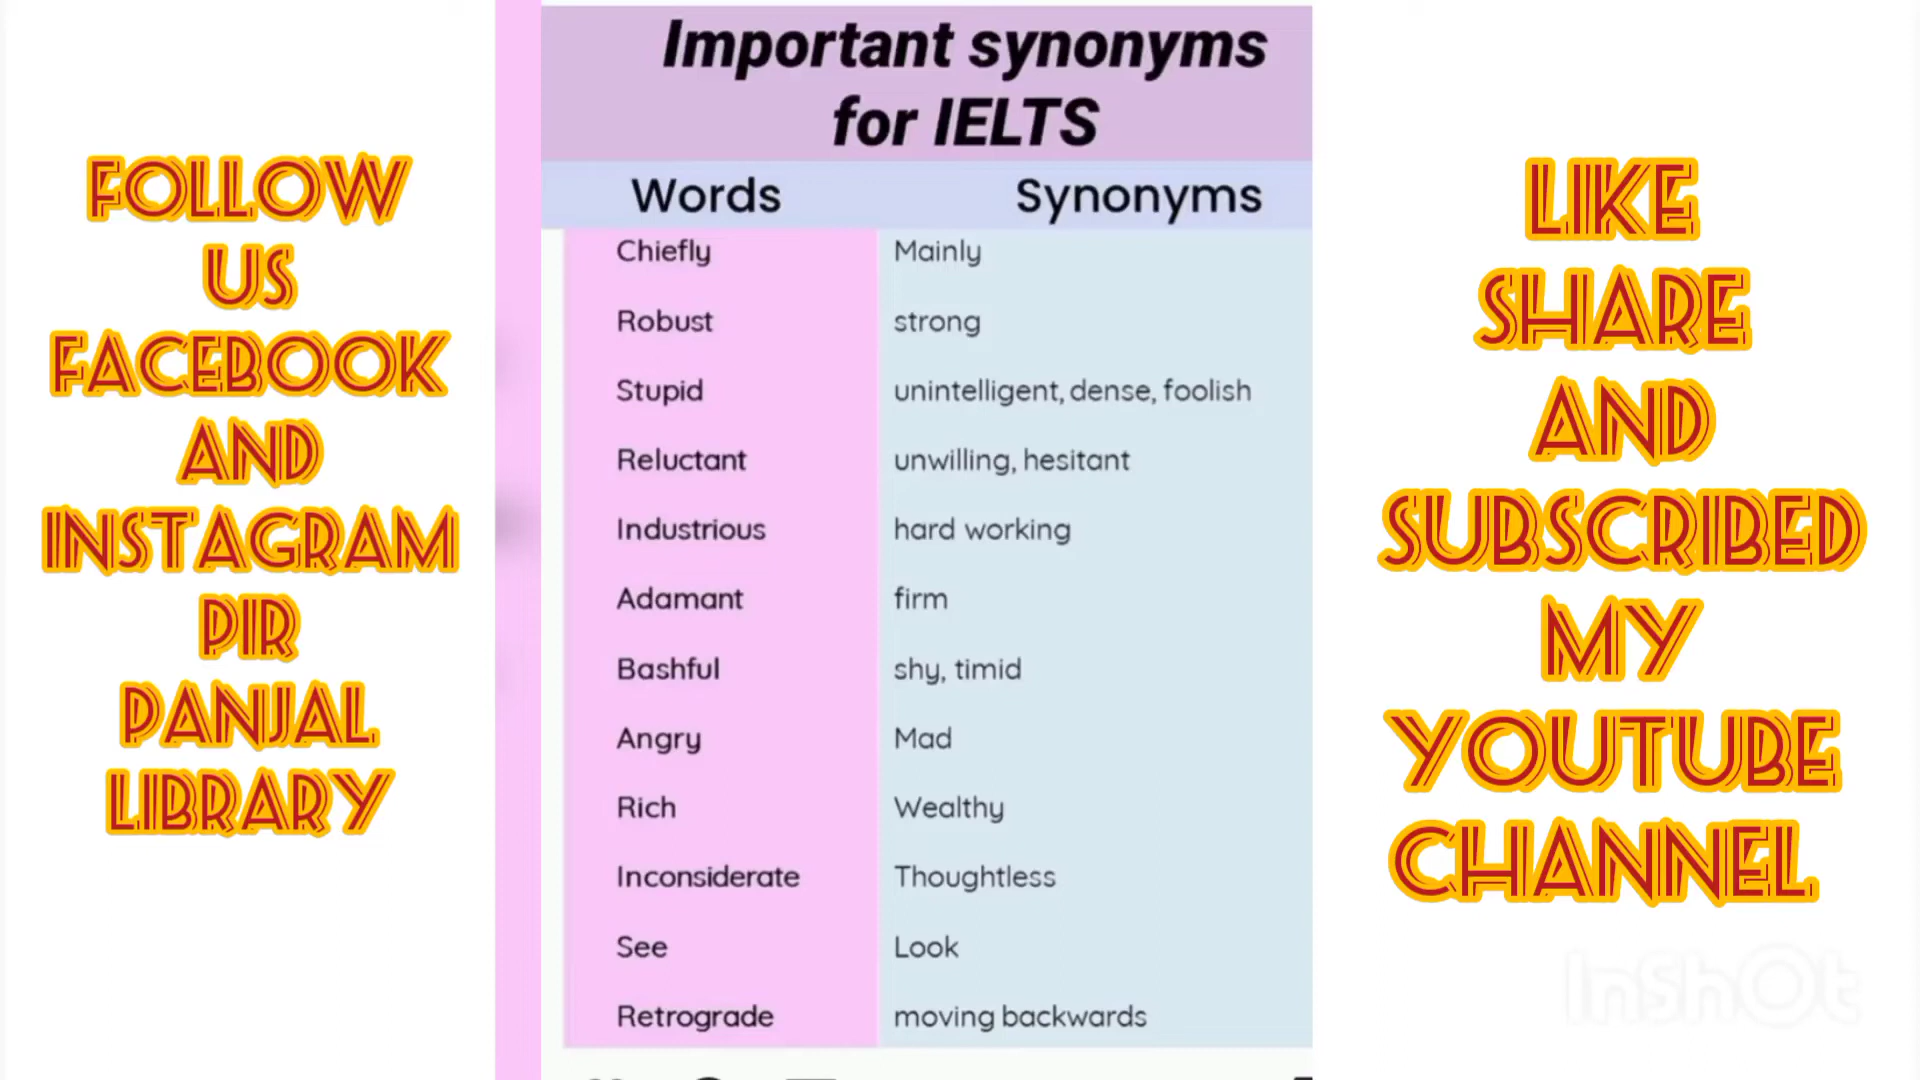 FOLLOW
US
FACEBOOK
AND
INSTAGRAM
PIR
PANJAL
LIBRARY
Important synonyms
for IELTS
Words Synonyms
Chiefly Mainly
Robust strong
Stupid unintelligent, dense, foolish
Reluctant unwilling, hesitant
Industrious hard working
Adamant firm
Bashful shy, timid
Angry Mad
Rich Wealthy
Inconsiderate Thoughtless
See Look
Retrograde moving backwards
LIKE
SHARE
AND
SUBSCRIBED
MY
YOUTUBE
CHANNEL
InShOt